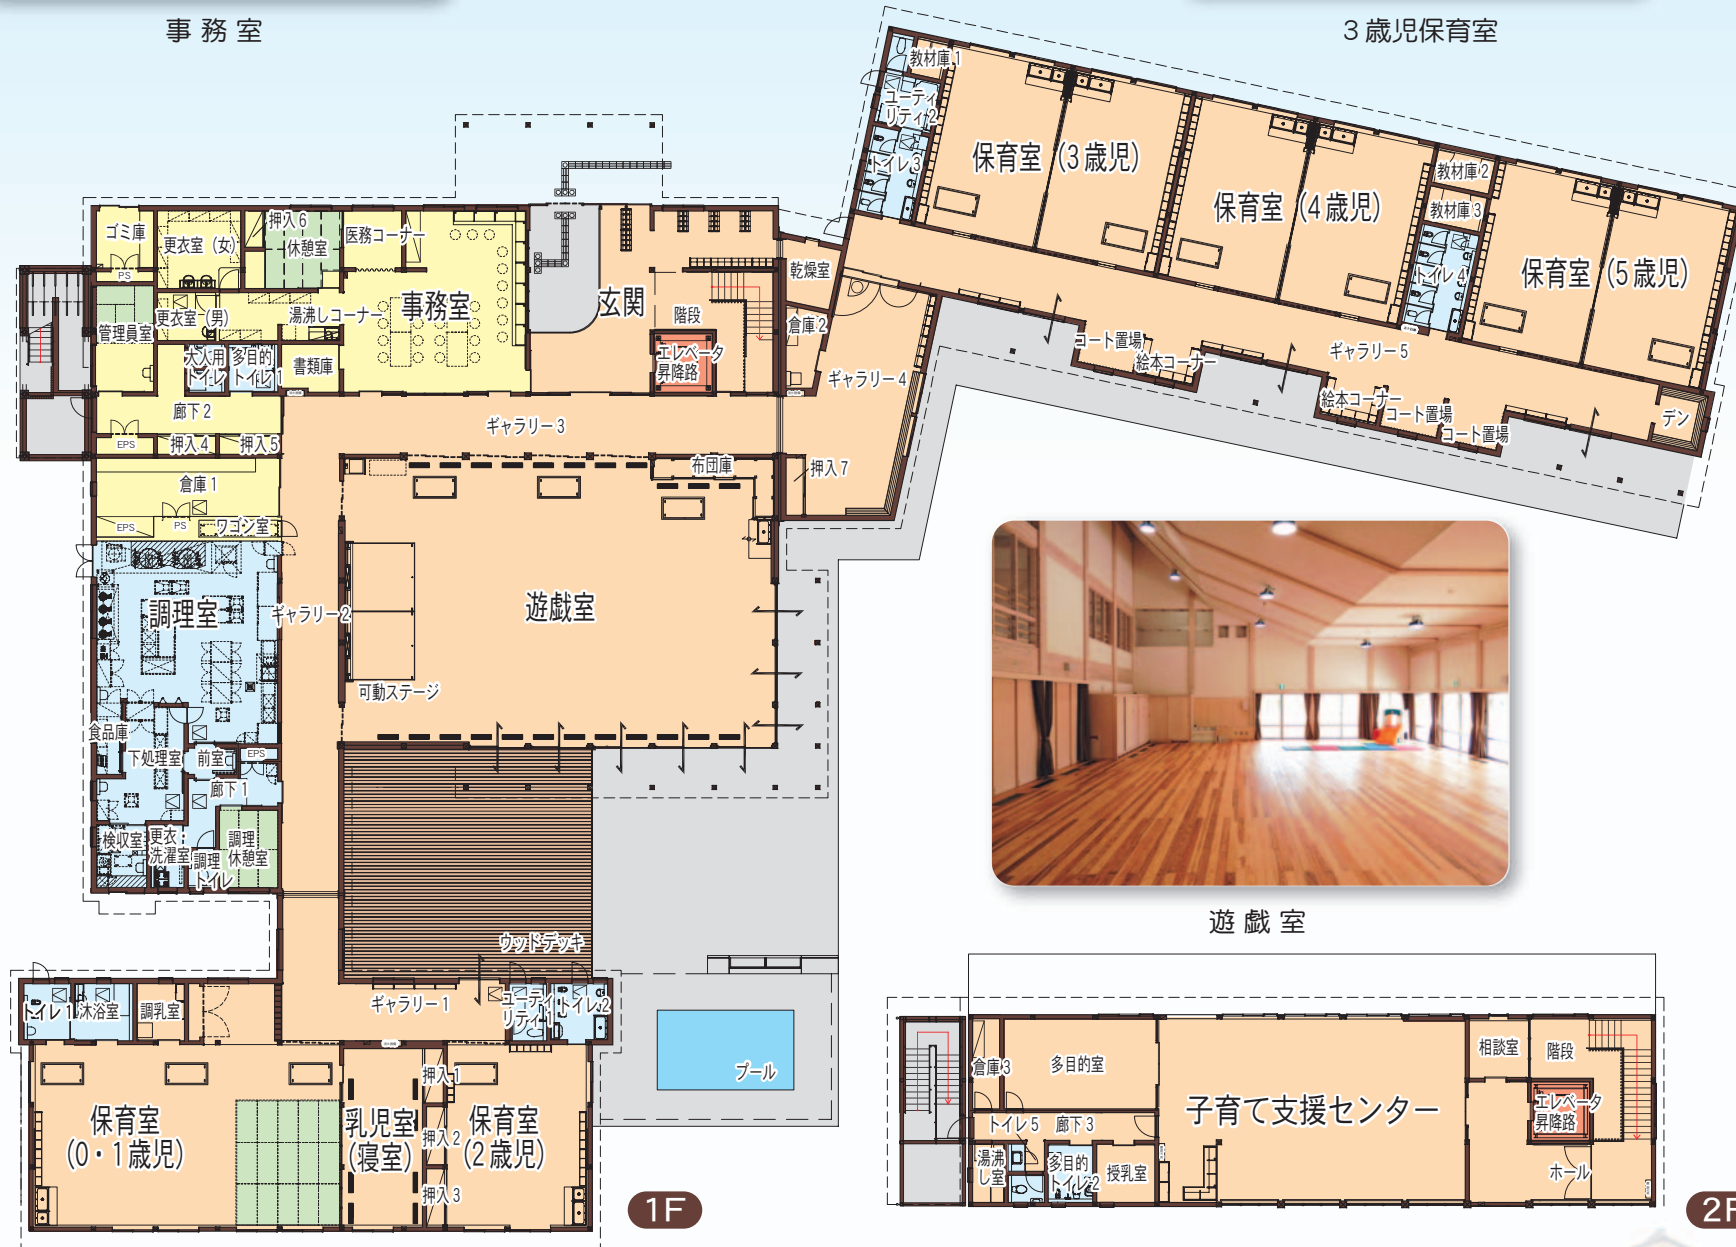 事務室
3歳児保育室
教材庫1
ユーティ
リティ2
トイレ3
保育室（3歳児）
保育室（4歳児）
教材庫2
教材庫3
トイレ4
保育室（5歳児）
ゴミ庫
PS
更衣室（女）
押入6
休憩室
医務コーナー
事務室
玄関
乾燥室
階段
倉庫2
エレベータ
昇降路
管理員室
更衣室（男）
湯沸しコーナー
大人用
トイレ
多目的
トイレ1
書類庫
ギャラリー4
コート置場
絵本コーナー
ギャラリー5
絵本コーナー
コート置場
コート置場
デン
廊下2
EPS
押入4
押入5
ギャラリー3
布団庫
押入7
倉庫1
EPS
PS
ワゴン室
調理室
ギャラリー2
遊戯室
可動ステージ
食品庫
下処理室
前室
EPS
廊下1
検収室
更衣・
洗濯室
調理
トイレ
調理
休憩室
遊戯室
ウッドデッキ
トイレ1
沐浴室
調乳室
ギャラリー1
ユーティ
リティ1
トイレ2
プール
保育室
（0・1歳児）
乳児室
（寝室）
押入1
押入2
押入3
保育室
（2歳児）
1F
倉庫3
多目的室
相談室
階段
子育て支援センター
エレベータ
昇降路
トイレ5
廊下3
湯沸
し室
多目的
トイレ2
授乳室
ホール
2F